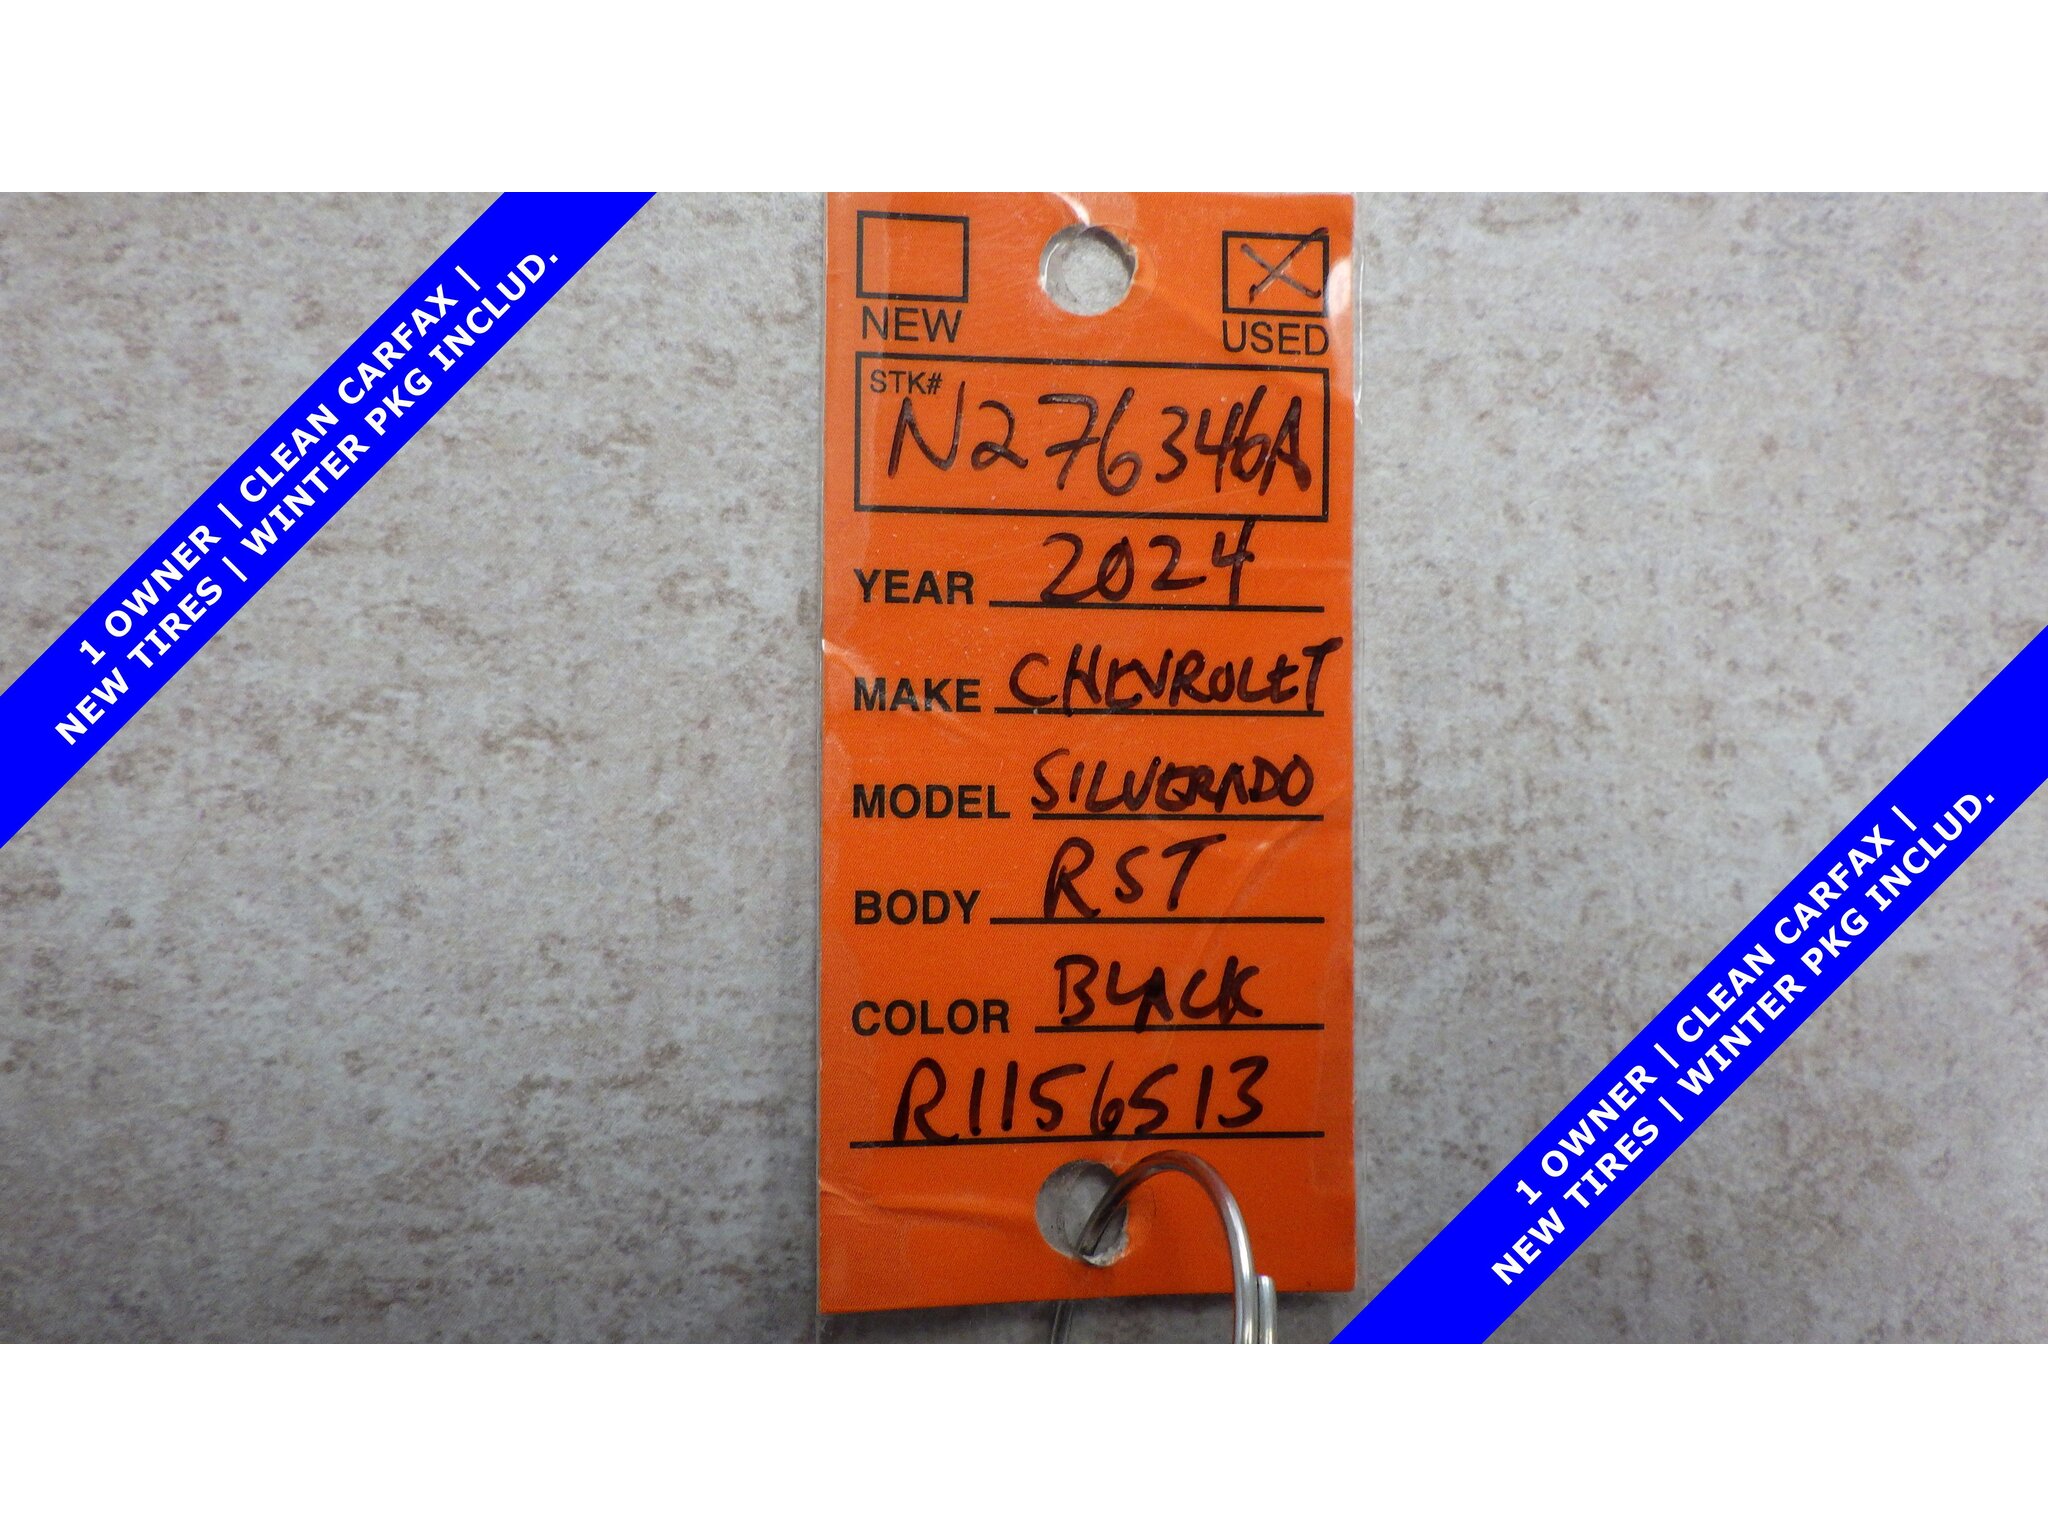 1 OWNER | CLEAN CARFAX |
NEW TIRES | WINTER PKG INCLUD.
NEW
USED
STK#
N276346A
YEAR 2024
MAKE CHEVROLET
MODEL SILVERADO
BODY RST
COLOR BLACK
R1156513
1 OWNER | CLEAN CARFAX |
NEW TIRES | WINTER PKG INCLUD.